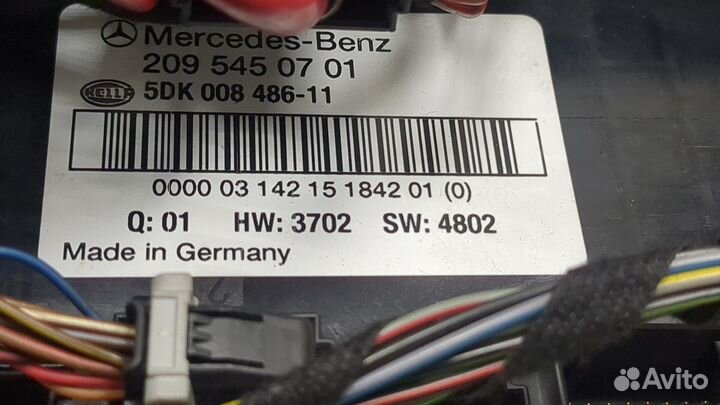 Mercedes-Benz
209 545 07 01
HELLA 5DK 008 486-11
0000 03 142 15 1842 01 (0)
Q: 01 HW: 3702 SW: 4802
Made in Germany
Avito